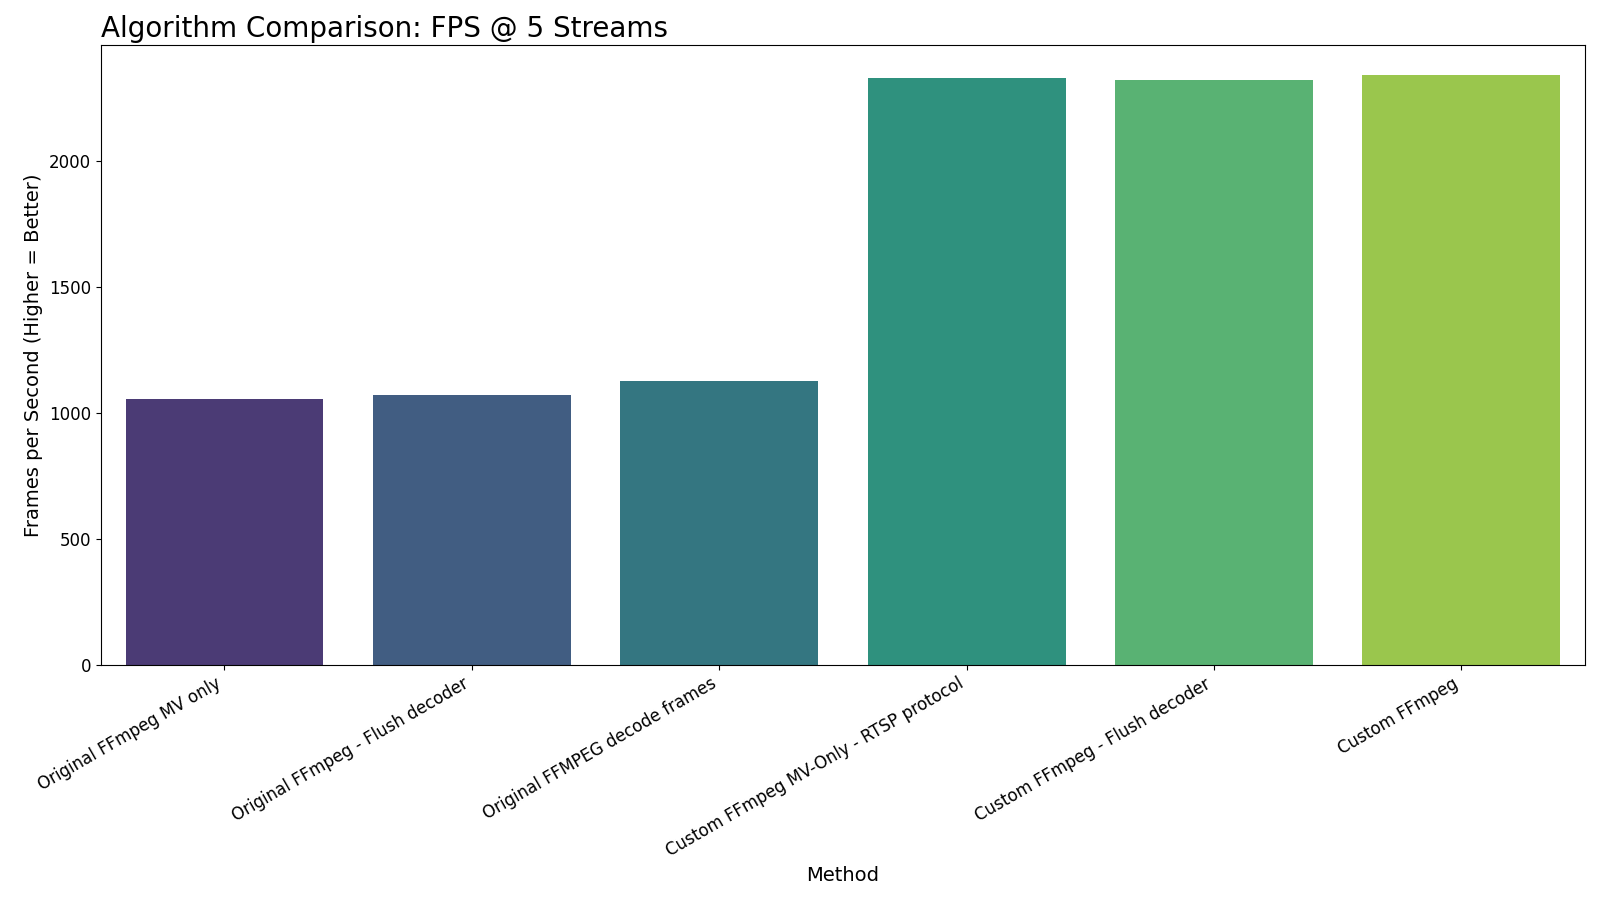 Algorithm Comparison: FPS @ 5 Streams
Frames per Second (Higher = Better)
2000
1500
1000
500
0
Original FFmpeg MV only
Original FFmpeg - Flush decoder
Original FFMPEG decode frames
Custom FFmpeg MV-Only - RTSP protocol
Custom FFmpeg - Flush decoder
Custom FFmpeg
Method